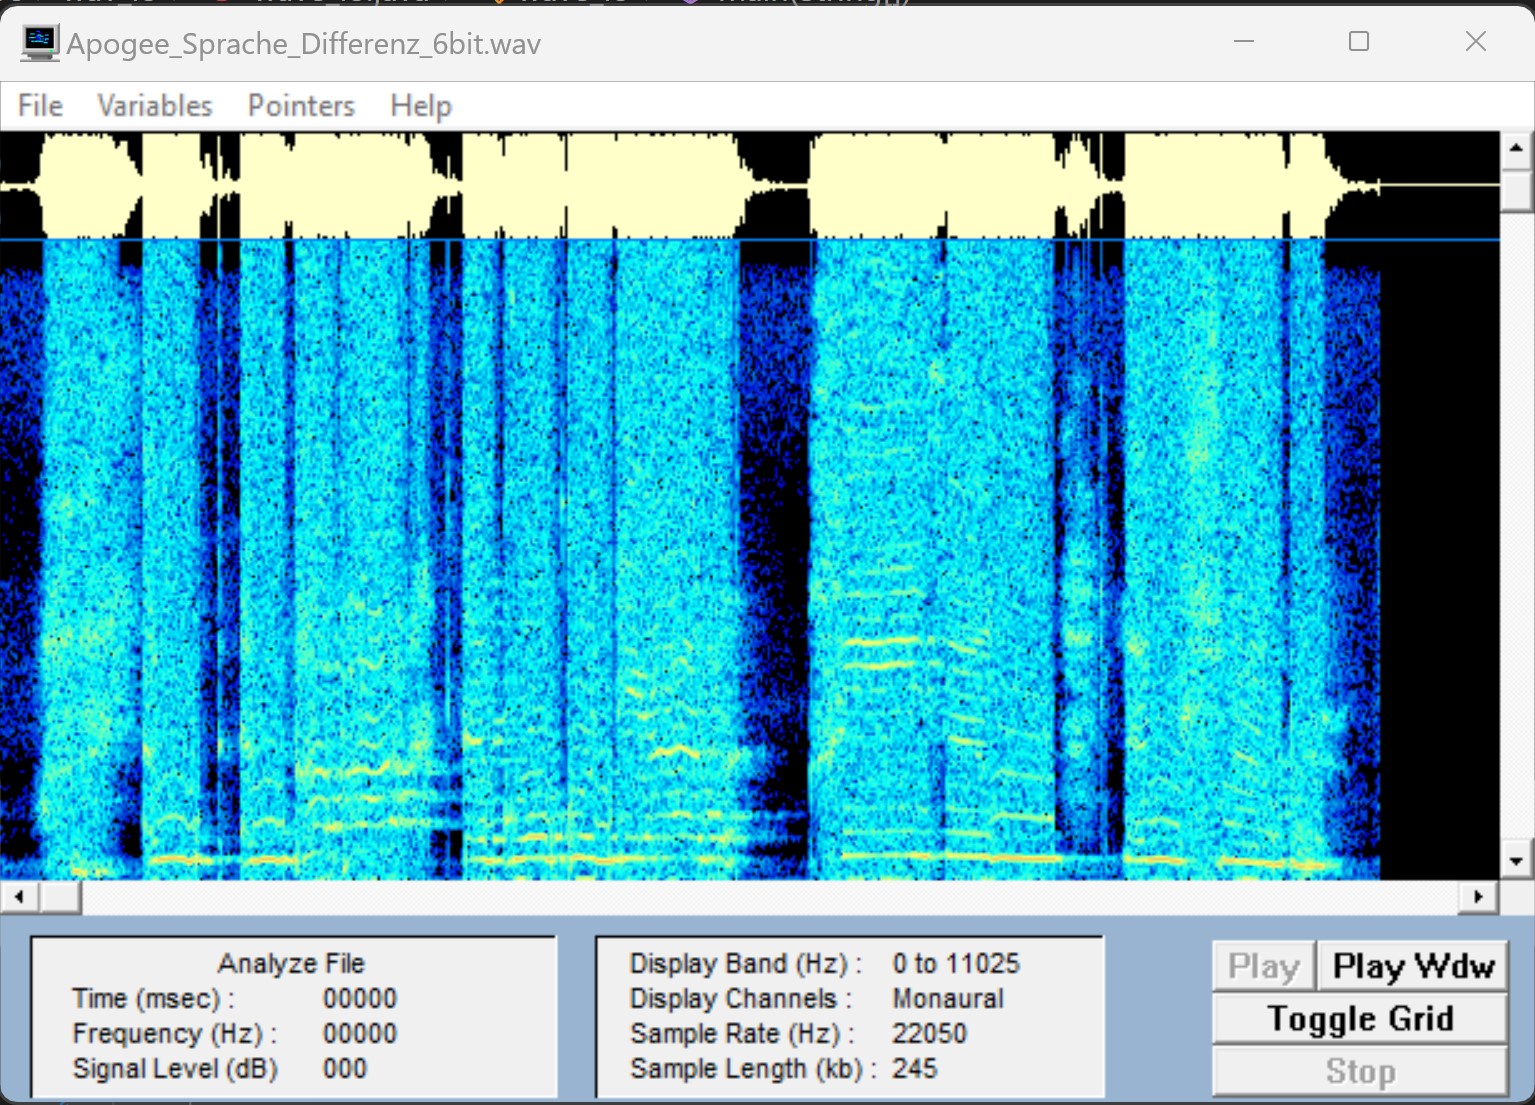 Apogee_Sprache_Differenz_6bit.wav
File Variables Pointers Help
Analyze File
Time (msec) : 00000
Frequency (Hz) : 00000
Signal Level (dB) 000
Display Band (Hz) : 0 to 11025
Display Channels : Monaural
Sample Rate (Hz) : 22050
Sample Length (kb) : 245
Play Play Wdw
Toggle Grid
Stop